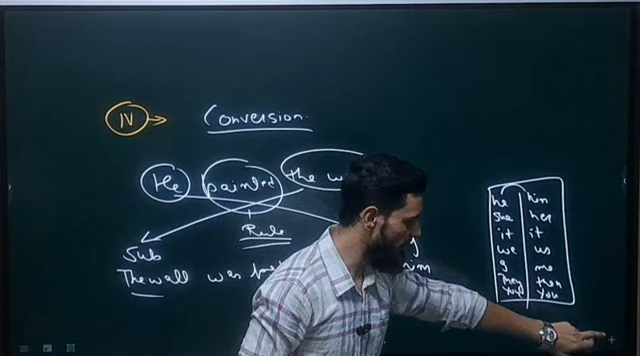 IV → Conversion
He painted the w
Rule
Sub
The wall was him
he him
she her
it it
we us
I me
They them
You you